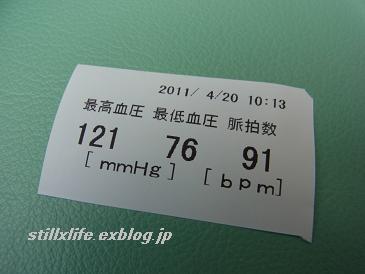 2011/ 4/20 10:13
最高血圧 最低血圧 脈拍数
121 76 91
[ mmHg ] [ bpm]
stillxlife.exblog.jp